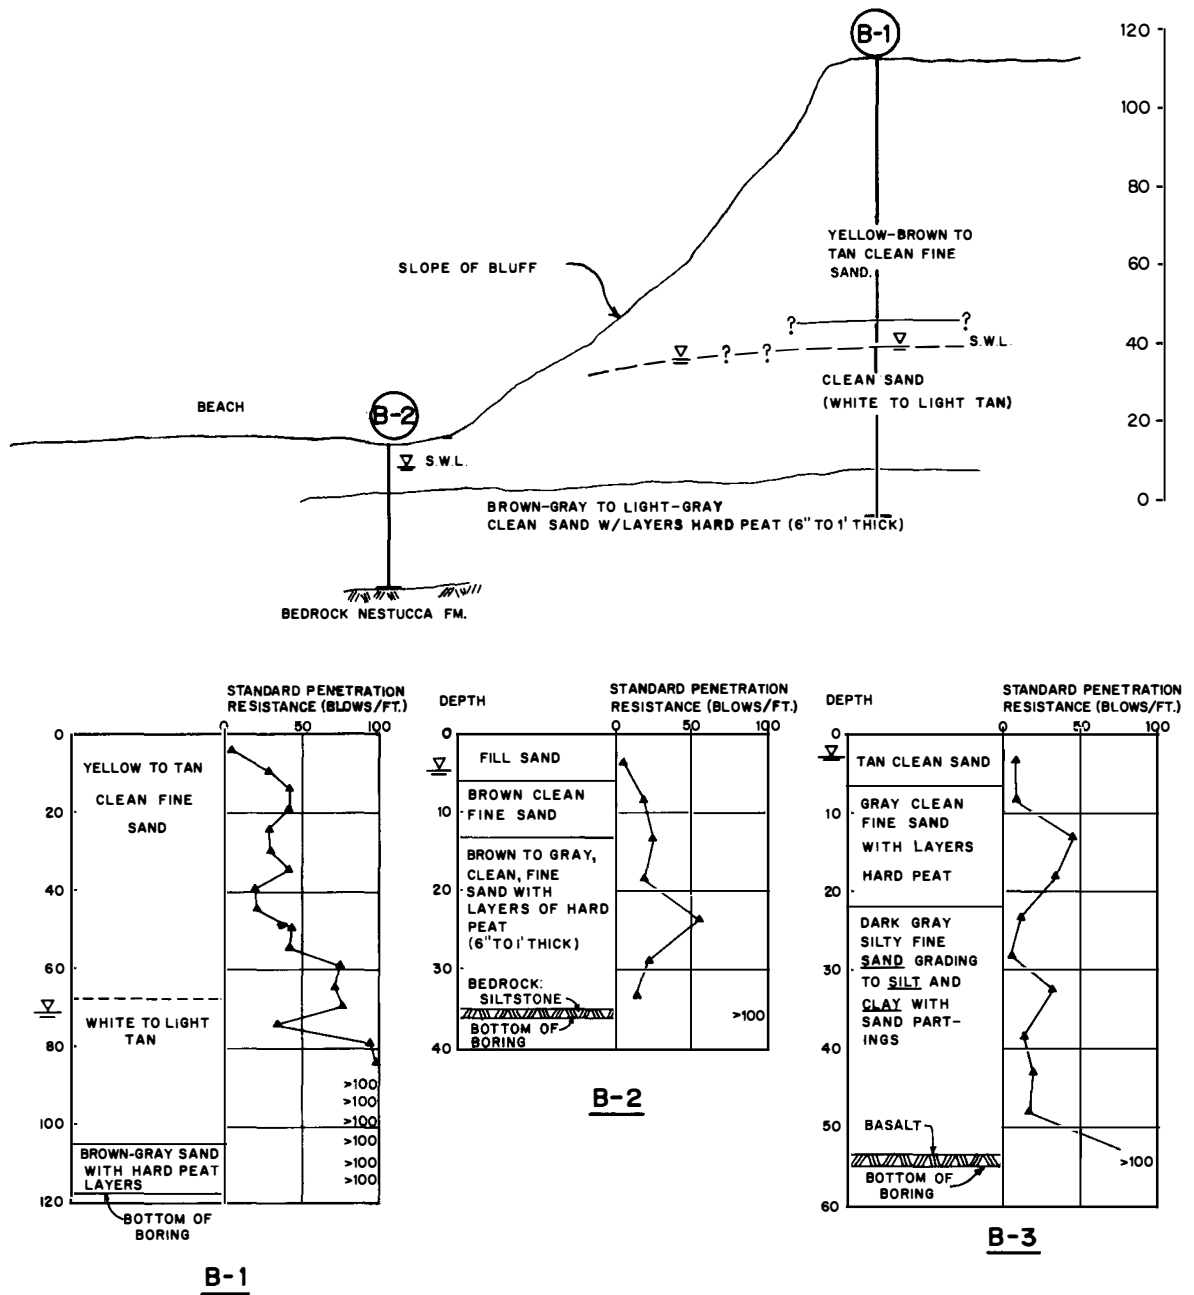 B-1
120
100
80
YELLOW-BROWN TO
TAN CLEAN FINE
SAND.
SLOPE OF BLUFF
60
? ?
S.W.L.
? ?
40
CLEAN SAND
(WHITE TO LIGHT TAN)
BEACH
B-2
20
S.W.L.
0
BROWN-GRAY TO LIGHT-GRAY
CLEAN SAND W/LAYERS HARD PEAT (6" TO 1' THICK)
BEDROCK NESTUCCA FM.
STANDARD PENETRATION
RESISTANCE (BLOWS/FT.)
0 50 100
0
YELLOW TO TAN
CLEAN FINE
SAND
20
40
60
WHITE TO LIGHT
TAN
80
>100
>100
>100
100
>100
BROWN-GRAY SAND
WITH HARD PEAT
LAYERS
>100
>100
120
BOTTOM OF
BORING
B-1
DEPTH
STANDARD PENETRATION
RESISTANCE (BLOWS/FT.)
0 50 100
0
FILL SAND
BROWN CLEAN
FINE SAND
10
BROWN TO GRAY,
CLEAN, FINE
SAND WITH
LAYERS OF HARD
PEAT
(6" TO 1' THICK)
20
30
BEDROCK:
SILTSTONE
>100
BOTTOM OF
BORING
40
B-2
DEPTH
STANDARD PENETRATION
RESISTANCE (BLOWS/FT.)
0 50 100
0
TAN CLEAN SAND
GRAY CLEAN
FINE SAND
WITH LAYERS
HARD PEAT
10
20
DARK GRAY
SILTY FINE
SAND GRADING
TO SILT AND
CLAY WITH
SAND PART-
INGS
30
40
50
BASALT
>100
BOTTOM OF
BORING
60
B-3